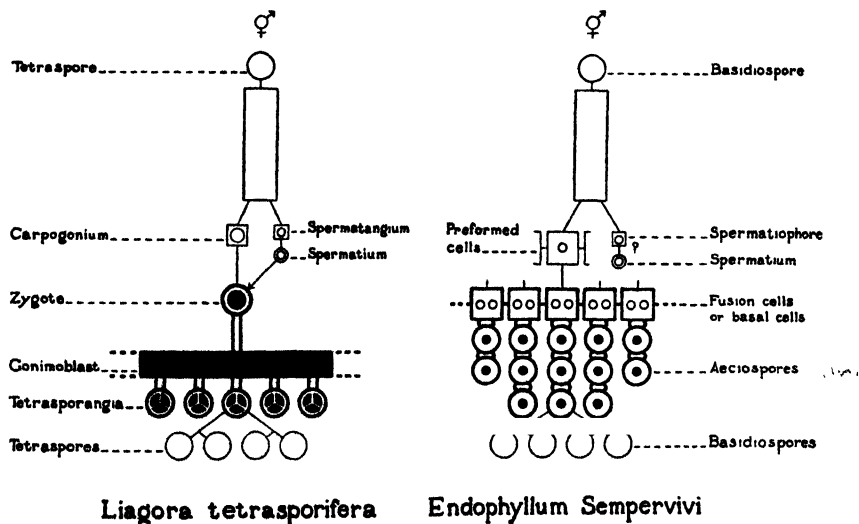 ⚥ ⚥
Tetraspore
Basidiospore
Carpogonium
Spermatangium
Spermatium
Preformed
cells
?
Spermatiophore
Spermatium
Zygote
Fusion cells
or basal cells
Gonimoblast
Aeciospores
Tetrasporangia
Tetraspores
Basidiospores
Liagora tetrasporifera
Endophyllum Sempervivi